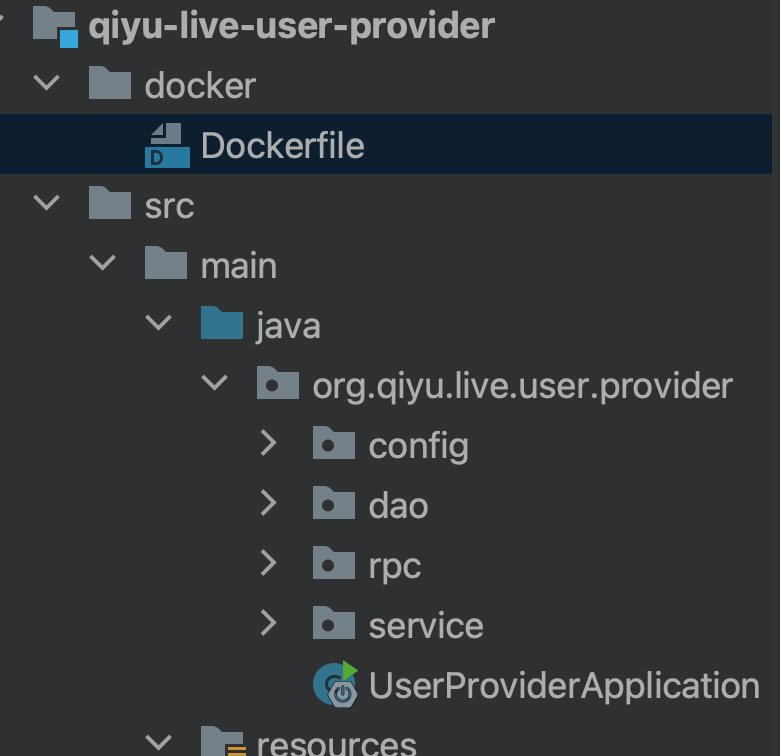 qiyu-live-user-provider
docker
D Dockerfile
src
main
java
org.qiyu.live.user.provider
config
dao
rpc
service
UserProviderApplication
resources